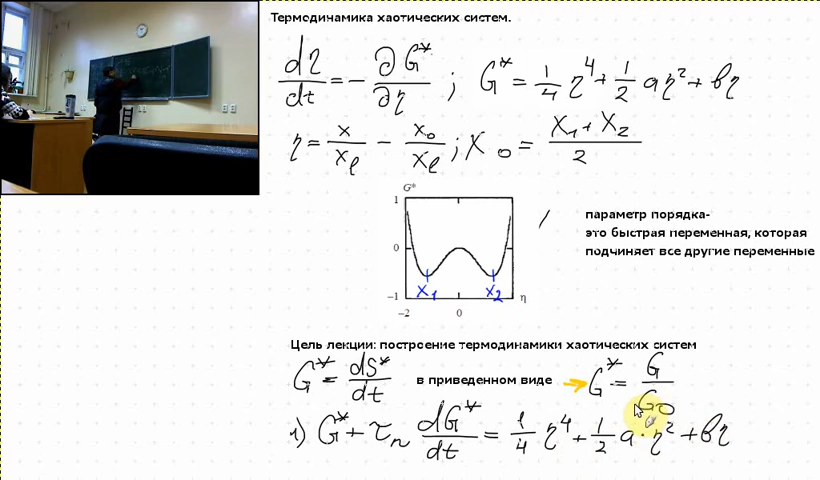 Термодинамика хаотических систем.
dη/dt = - ∂G*/∂η ; G* = 1/4 η⁴ + 1/2 aη² + bη
η = x/xe - x₀/xe ; X₀ = X₁ + X₂/2
G*
1
0
-1
-2 0 η
X₁ X₂
параметр порядка-
это быстрая переменная, которая
подчиняет все другие переменные
Цель лекции: построение термодинамики хаотических систем
G* = dS*/dt в приведенном виде → G* = G/G₀
1) G* + τn dG*/dt = 1/4 η⁴ + 1/2 a·η² + bη